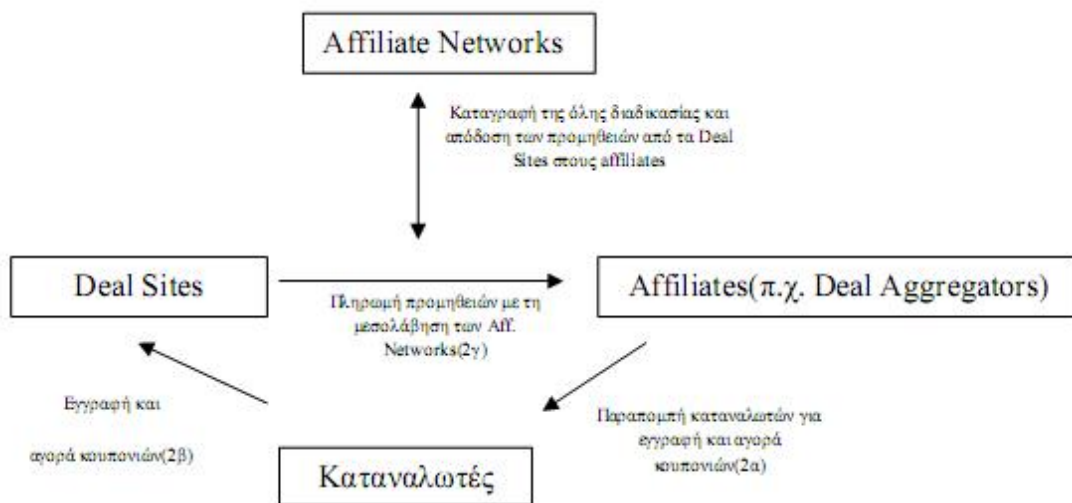 Affiliate Networks
Καταγραφή της όλης διαδικασίας και
απόδοση των προμηθειών από τα Deal
Sites στους affiliates
Deal Sites
Affiliates(π.χ. Deal Aggregators)
Πληρωμή προμηθειών με τη
μεσολάβηση των Aff.
Networks(2γ)
Εγγραφή και
αγορά κουπονιών(2β)
Παραπομπή καταναλωτών για
εγγραφή και αγορά
κουπονιών(2α)
Καταναλωτές